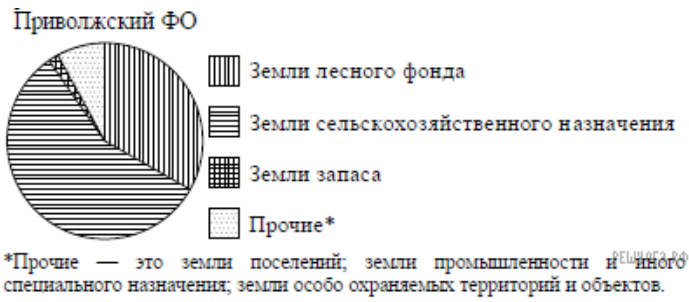 Приволжский ФО
Земли лесного фонда
Земли сельскохозяйственного назначения
Земли запаса
Прочие*
*Прочие — это земли поселений; земли промышленности и иного
специального назначения; земли особо охраняемых территорий и объектов.